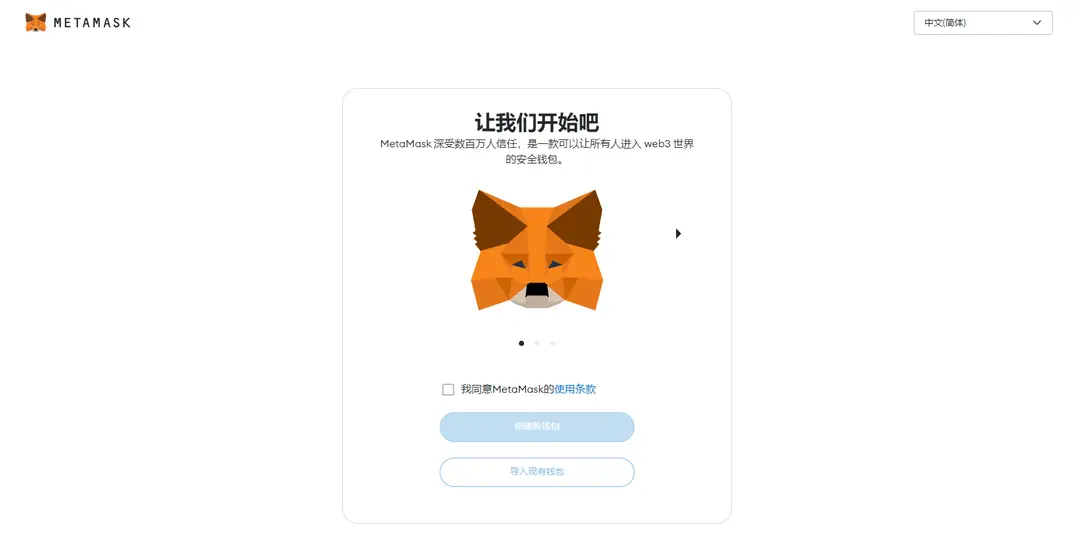 METAMASK
中文(简体)
让我们开始吧
MetaMask 深受数百万人信任，是一款可以让所有人进入 web3 世界
的安全钱包。
我同意MetaMask的使用条款
创建新钱包
导入现有钱包